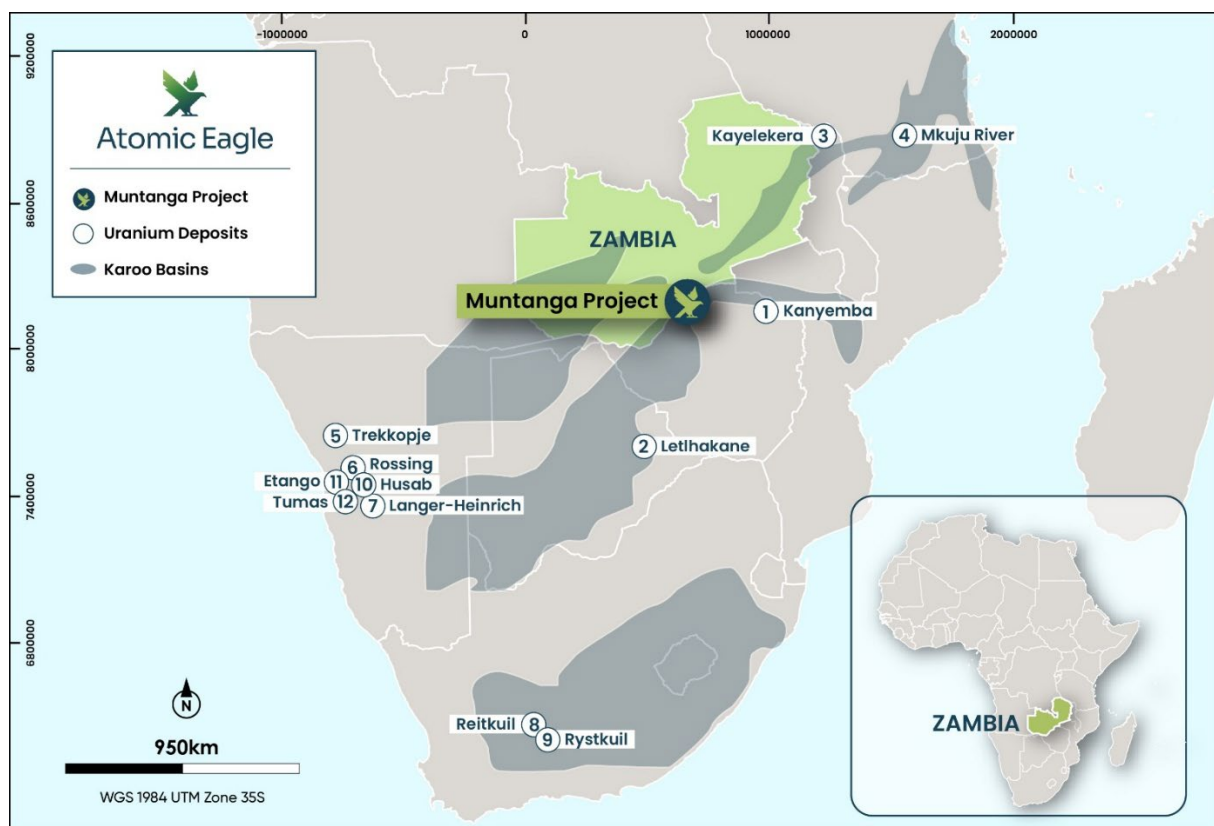 -1000000
0
1000000
2000000
9200000
8600000
8000000
7400000
6800000
Atomic Eagle
Muntanga Project
Uranium Deposits
Karoo Basins
Kayelekera 3
4 Mkuju River
ZAMBIA
Muntanga Project
1 Kanyemba
5 Trekkopje
2 Letlhakane
6 Rossing
Etango 11
10 Husab
Tumas 12
7 Langer-Heinrich
Reitkuil 8
9 Rystkuil
N
950km
WGS 1984 UTM Zone 35S
ZAMBIA